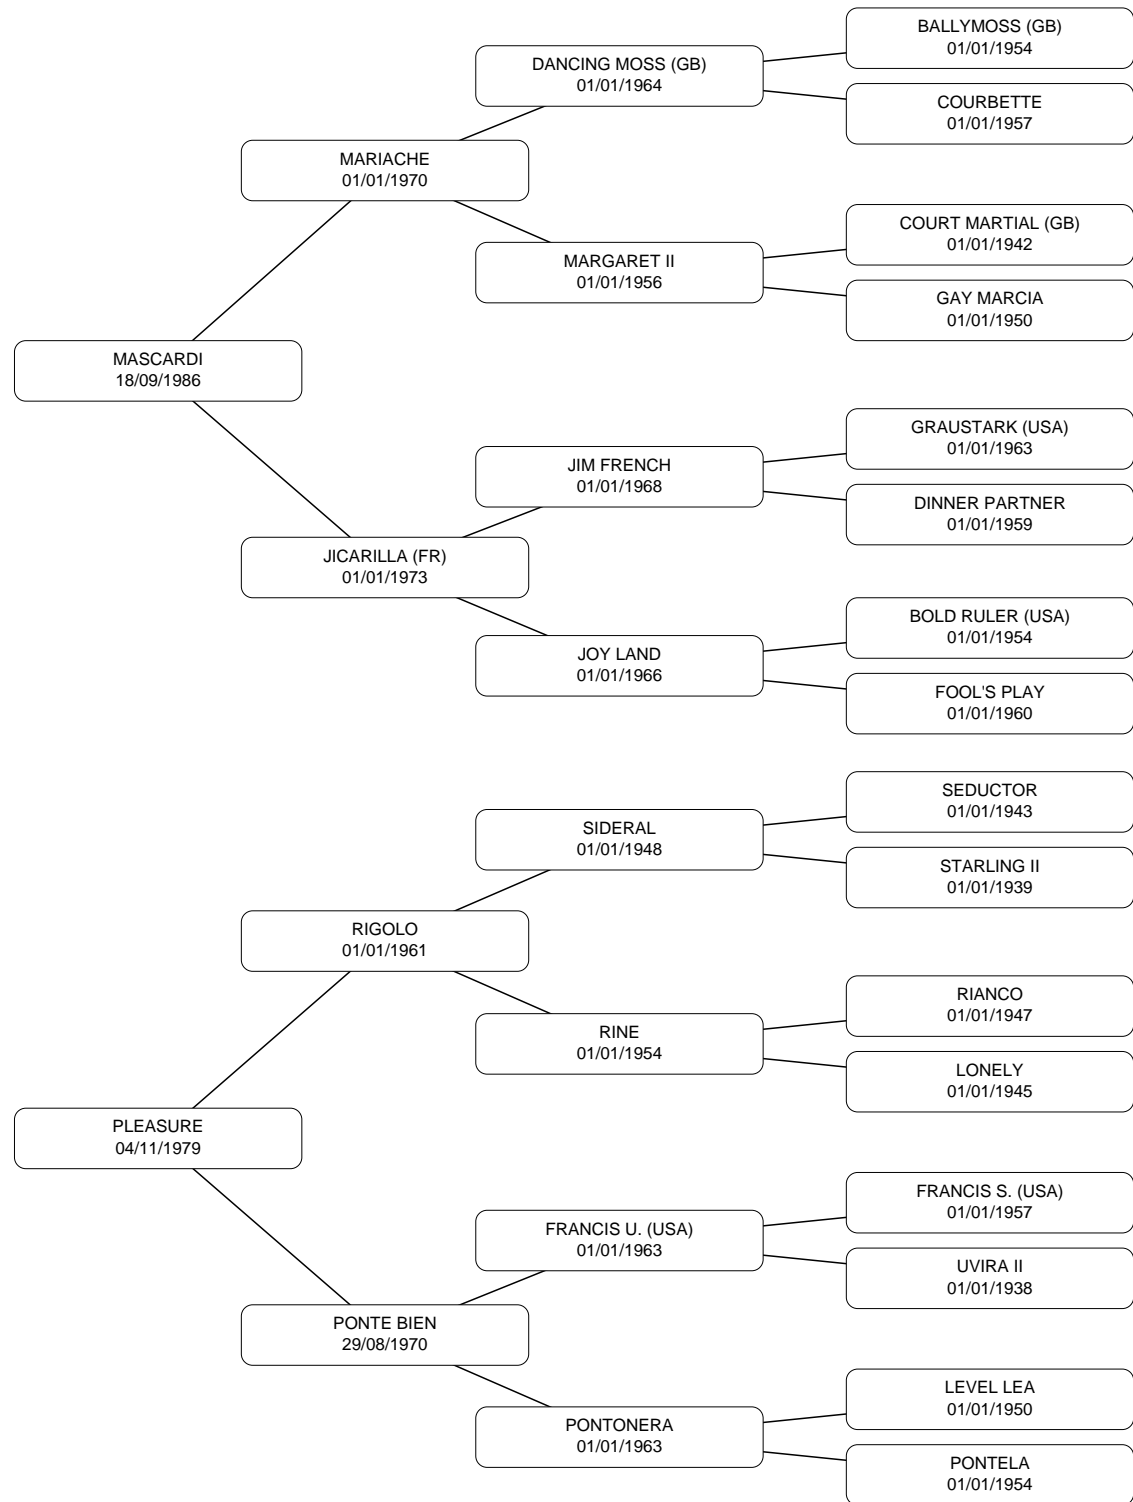 BALLYMOSS (GB)
01/01/1954
DANCING MOSS (GB)
01/01/1964
COURBETTE
01/01/1957
MARIACHE
01/01/1970
COURT MARTIAL (GB)
01/01/1942
MARGARET II
01/01/1956
GAY MARCIA
01/01/1950
MASCARDI
18/09/1986
GRAUSTARK (USA)
01/01/1963
JIM FRENCH
01/01/1968
DINNER PARTNER
01/01/1959
JICARILLA (FR)
01/01/1973
BOLD RULER (USA)
01/01/1954
JOY LAND
01/01/1966
FOOL'S PLAY
01/01/1960
SEDUCTOR
01/01/1943
SIDERAL
01/01/1948
STARLING II
01/01/1939
RIGOLO
01/01/1961
RIANCO
01/01/1947
RINE
01/01/1954
LONELY
01/01/1945
PLEASURE
04/11/1979
FRANCIS S. (USA)
01/01/1957
FRANCIS U. (USA)
01/01/1963
UVIRA II
01/01/1938
PONTE BIEN
29/08/1970
LEVEL LEA
01/01/1950
PONTONERA
01/01/1963
PONTELA
01/01/1954